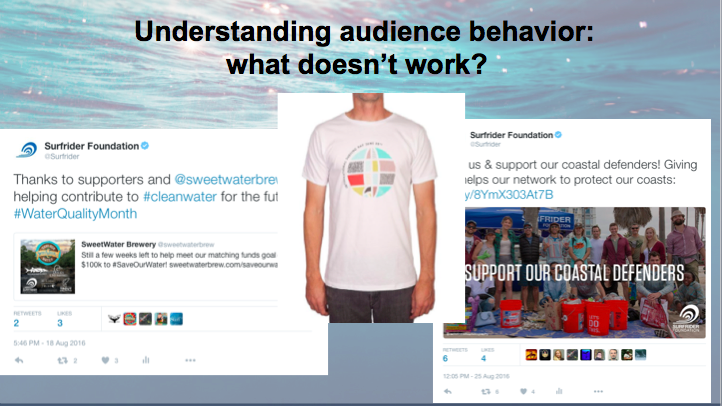 Understanding audience behavior:
what doesn't work?
Surfrider Foundation
@Surfrider
Thanks to supporters and @sweetwaterbrew
helping contribute to #cleanwater for the fut
#WaterQualityMonth
SweetWater Brewery @sweetwaterbrew
Still a few weeks left to help meet our matching funds goal
$100k to #SaveOurWater! sweetwaterbrew.com/saveourwa
RETWEETS LIKES
2 3
5:46 PM - 18 Aug 2016
2 3
Surfrider Foundation
@Surfrider
us & support our coastal defenders! Giving
elps our network to protect our coasts:
y/8YmX303At7B
SURFRIDER
FOUNDATION
SUPPORT OUR COASTAL DEFENDERS
SURFRIDER
FOUNDATION
RETWEETS LIKES
6 4
12:05 PM - 25 Aug 2016
6 4